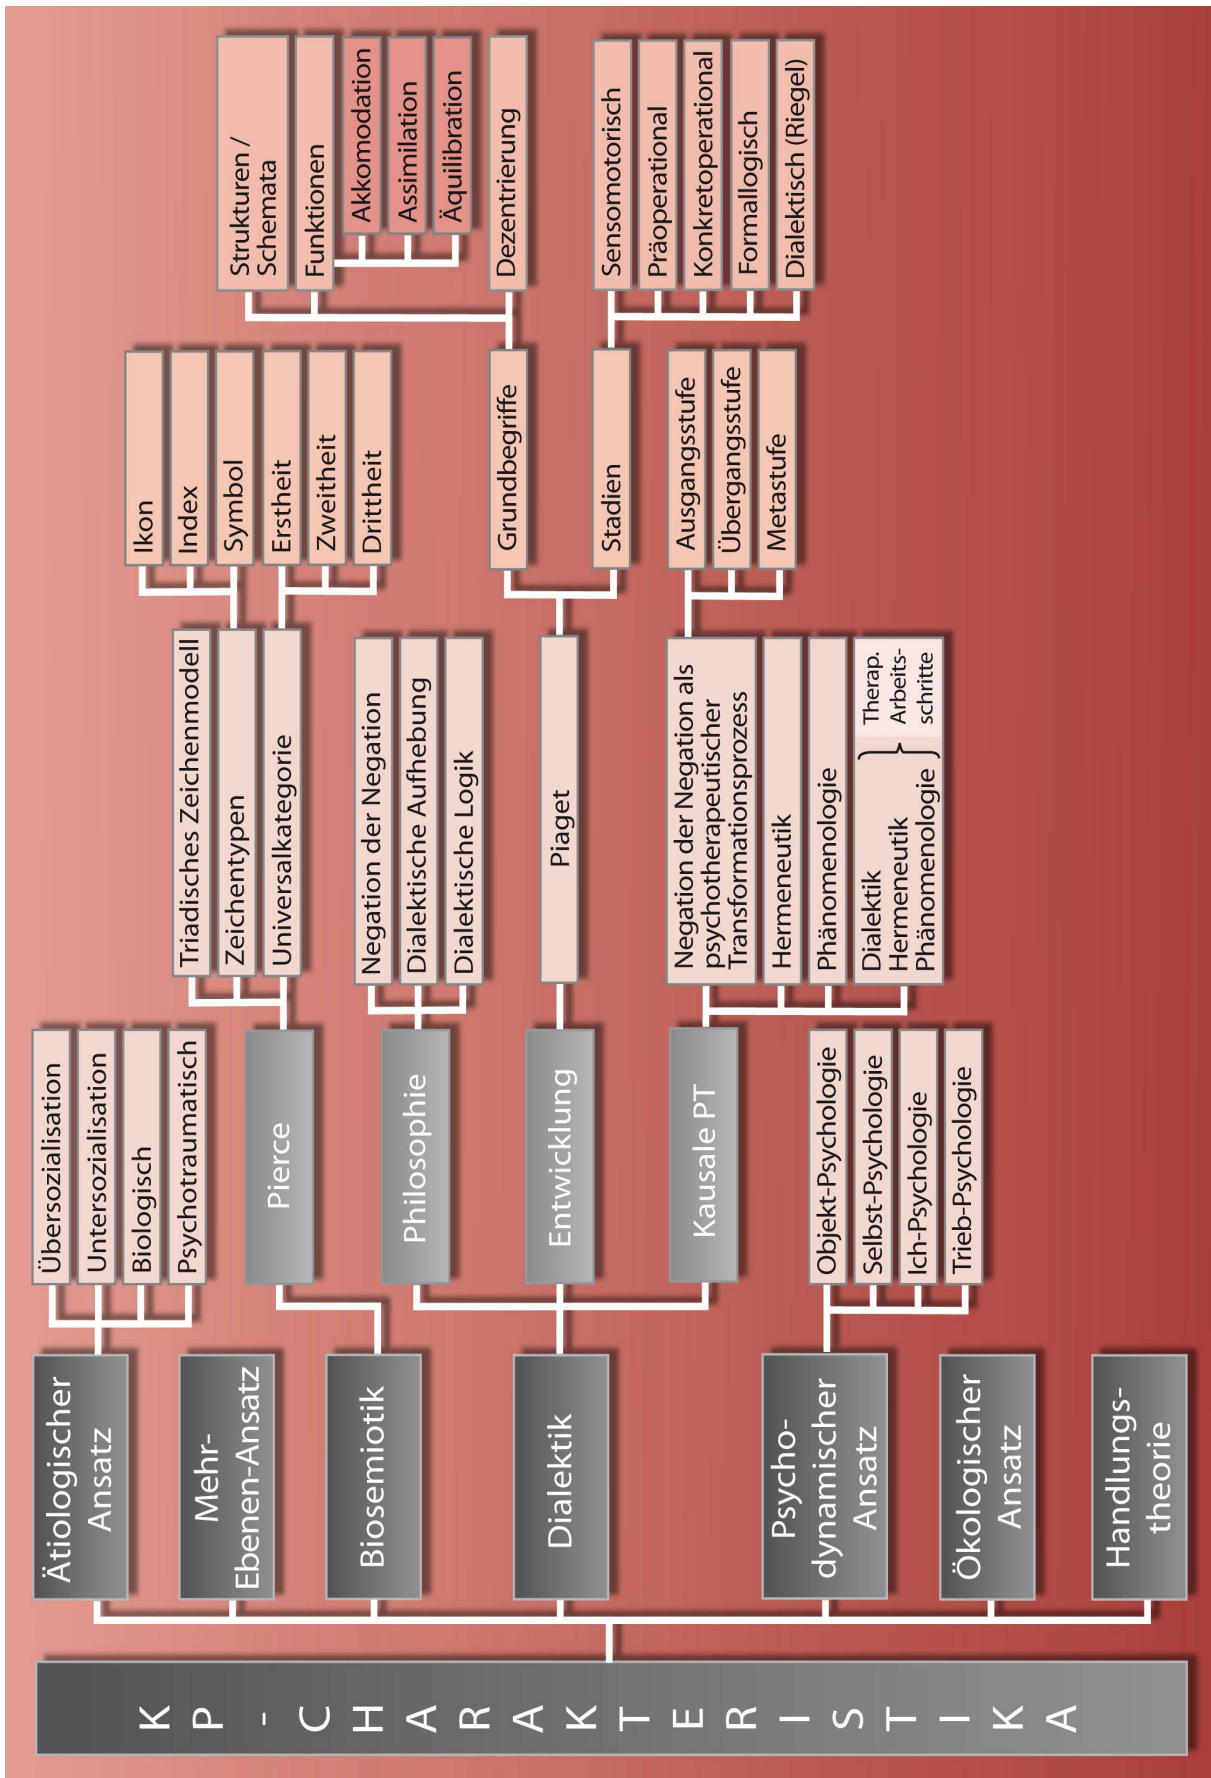 KP-CHARAKTERISTIKA
Ätiologischer
Ansatz
Übersozialisation
Untersozialisation
Biologisch
Psychotraumatisch
Mehr-
Ebenen-Ansatz
Biosemiotik
Pierce
Triadisches Zeichenmodell
Zeichentypen
Ikon
Index
Symbol
Universalkategorie
Erstheit
Zweitheit
Drittheit
Dialektik
Philosophie
Negation der Negation
Dialektische Aufhebung
Dialektische Logik
Entwicklung
Piaget
Grundbegriffe
Strukturen /
Schemata
Funktionen
Akkomodation
Assimilation
Äquilibration
Dezentrierung
Stadien
Sensomotorisch
Präoperational
Konkretoperational
Formallogisch
Dialektisch (Riegel)
Kausale PT
Negation der Negation als
psychotherapeutischer
Transformationsprozess
Ausgangsstufe
Übergangsstufe
Metastufe
Hermeneutik
Phänomenologie
Dialektik
Hermeneutik
Phänomenologie
Therap.
Arbeits-
schritte
Psycho-
dynamischer
Ansatz
Objekt-Psychologie
Selbst-Psychologie
Ich-Psychologie
Trieb-Psychologie
Ökologischer
Ansatz
Handlungs-
theorie